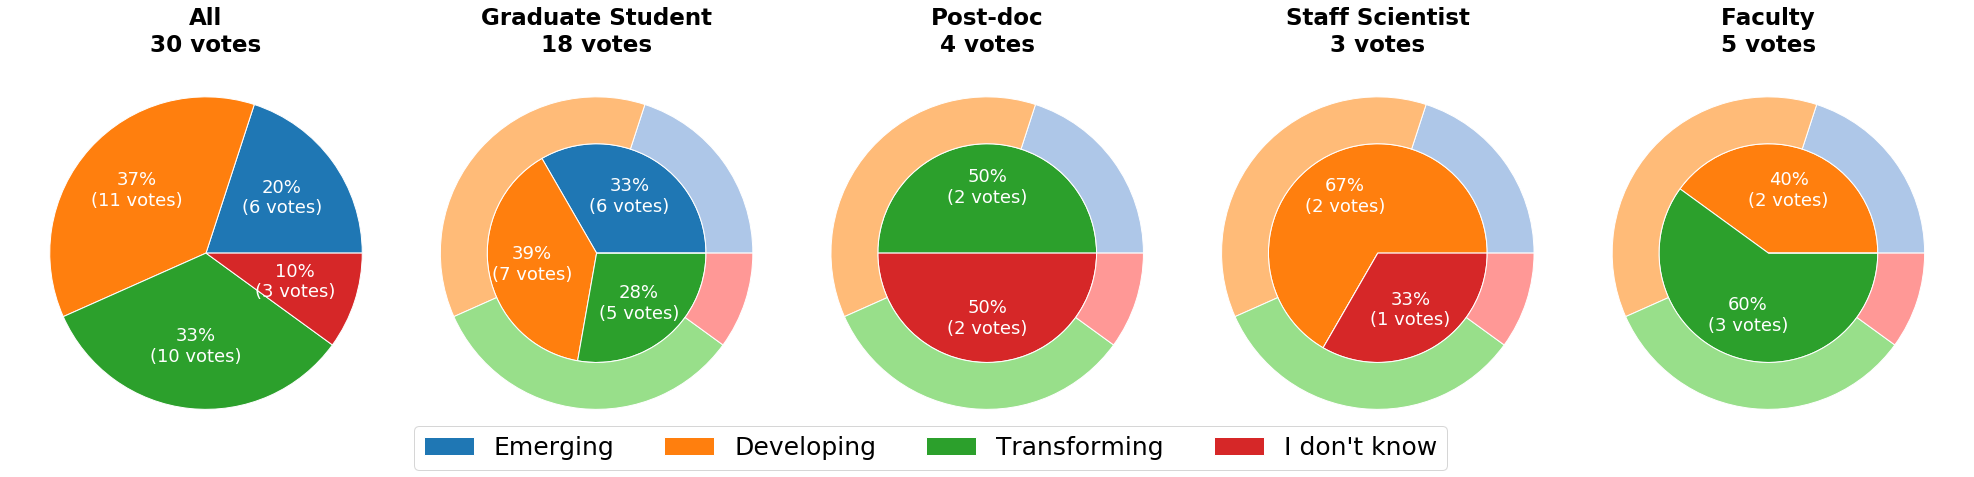 All
30 votes
Graduate Student
18 votes
Post-doc
4 votes
Staff Scientist
3 votes
Faculty
5 votes
37%
(11 votes)
20%
(6 votes)
10%
(3 votes)
33%
(10 votes)
33%
(6 votes)
39%
(7 votes)
28%
(5 votes)
50%
(2 votes)
50%
(2 votes)
67%
(2 votes)
33%
(1 votes)
40%
(2 votes)
60%
(3 votes)
Emerging
Developing
Transforming
I don't know